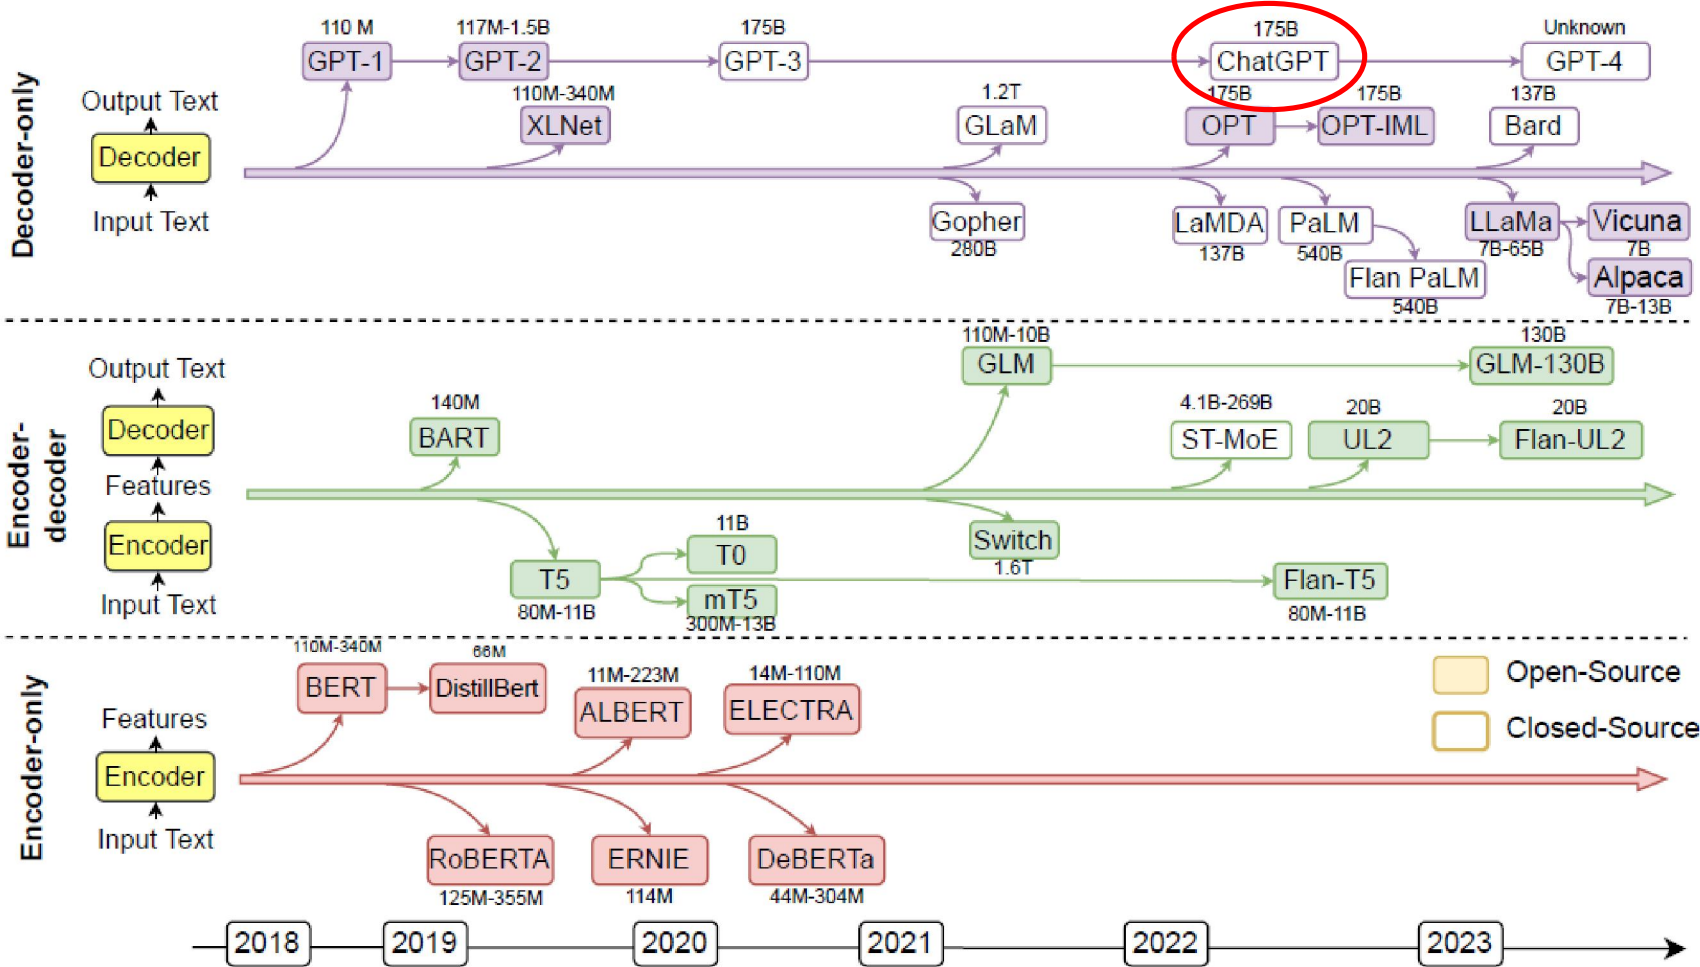 Decoder-only
Output Text
Decoder
Input Text
110 M
GPT-1
117M-1.5B
GPT-2
175B
GPT-3
175B
ChatGPT
Unknown
GPT-4
110M-340M
XLNet
1.2T
GLaM
175B
OPT
175B
OPT-IML
137B
Bard
Gopher
280B
LaMDA
137B
PaLM
540B
Flan PaLM
540B
LLaMa
7B-65B
Vicuna
7B
Alpaca
7B-13B
Encoder-
decoder
Output Text
Decoder
Features
Encoder
Input Text
110M-10B
GLM
130B
GLM-130B
140M
BART
4.1B-269B
ST-MoE
20B
UL2
20B
Flan-UL2
T5
80M-11B
11B
T0
mT5
300M-13B
Switch
1.6T
Flan-T5
80M-11B
Encoder-only
Features
Encoder
Input Text
110M-340M
BERT
66M
DistillBert
11M-223M
ALBERT
14M-110M
ELECTRA
RoBERTA
125M-355M
ERNIE
114M
DeBERTa
44M-304M
Open-Source
Closed-Source
2018
2019
2020
2021
2022
2023